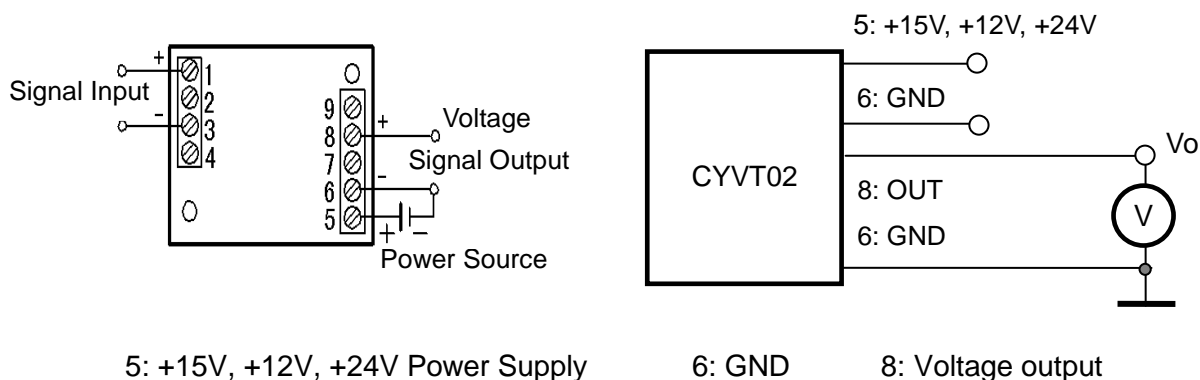 5: +15V, +12V, +24V
6: GND
CYVT02
8: OUT
6: GND
Vo
V
Signal Input
+
-
1
2
3
4
9
8
7
6
5
+
-
Voltage
Signal Output
+
-
Power Source
5: +15V, +12V, +24V Power Supply 6: GND 8: Voltage output